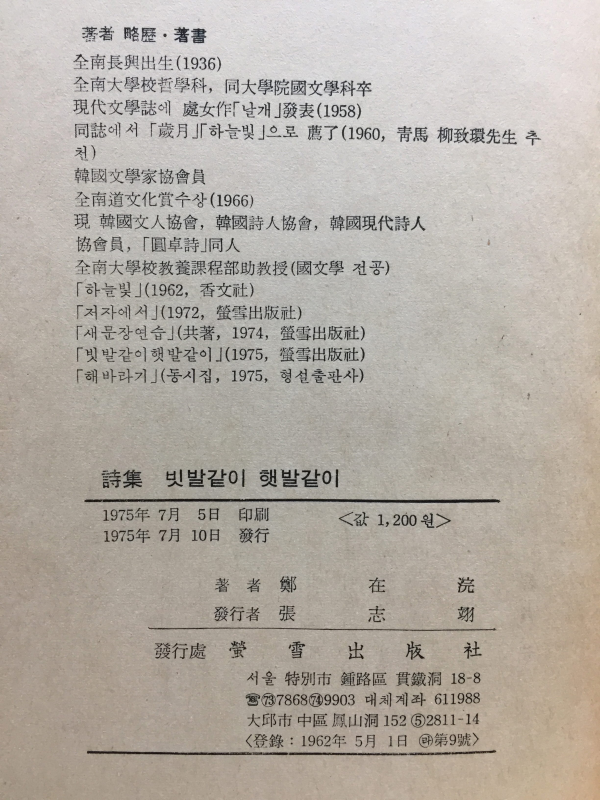 著者 略歷·著書
全南長興出生(1936)
全南大學校哲學科, 同大學院國文學科卒
現代文學誌에 處女作「날개」發表(1958)
同誌에서 「歲月」「하늘빛」으로 薦了(1960, 靑馬 柳致環先生 추
천)
韓國文學家協會員
全南道文化賞수상(1966)
現 韓國文人協會, 韓國詩人協會, 韓國現代詩人
協會員, 「圓卓詩」同人
全南大學校教養課程部助教授(國文學 전공)
「하늘빛」(1962, 香文社)
「저자에서」(1972, 螢雪出版社)
「새문장연습」(共著, 1974, 螢雪出版社)
「빗발같이햇발같이」(1975, 螢雪出版社)
「해바라기」(동시집, 1975, 형설출판사)
詩集 빗발같이 햇발같이
1975年 7月 5日 印刷 <값 1,200원>
1975年 7月 10日 發行
著者 鄭在浣
發行者 張志翊
發行處 螢雪出版社
서울 特別市 鍾路區 貫鐵洞 18-8
☎㉓7868㉔9903 대체계좌 611988
大邱市 中區 鳳山洞 152 ⑤2811-14
<登錄: 1962年 5月 1日 ㉱第9號>